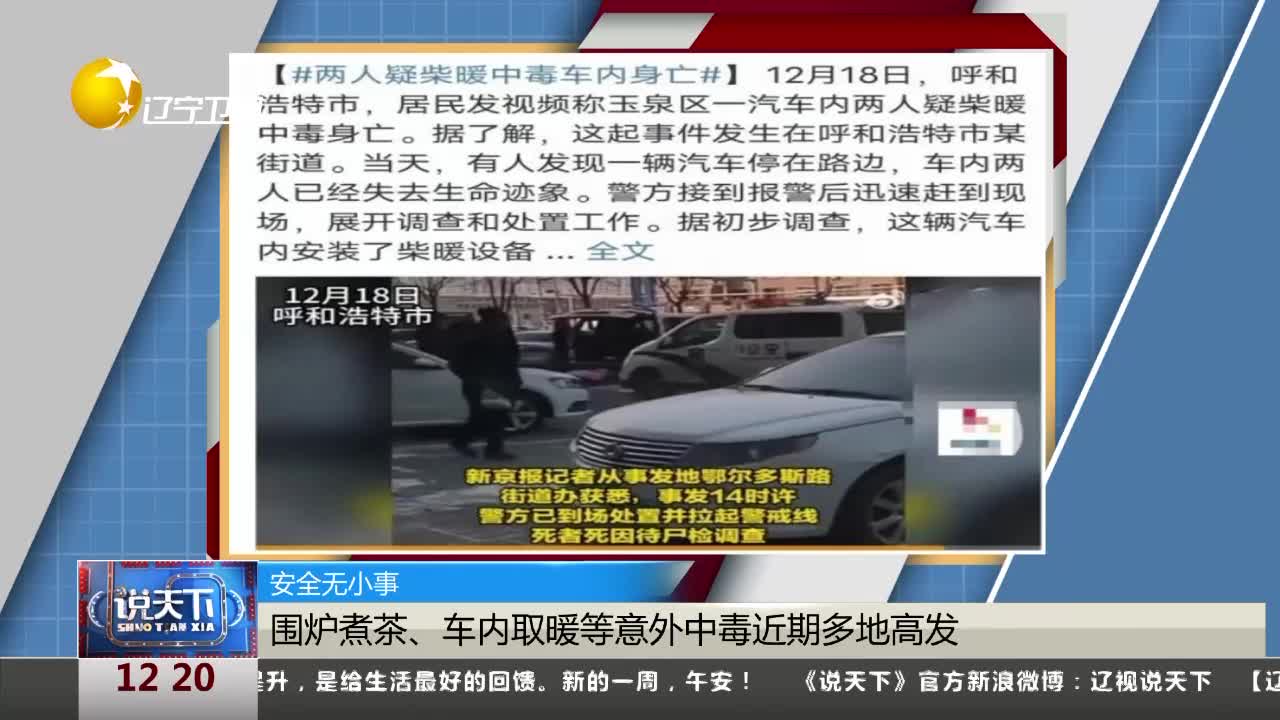 辽宁卫
【#两人疑柴暖中毒车内身亡#】 12月18日，呼和
浩特市，居民发视频称玉泉区一汽车内两人疑柴暖
中毒身亡。据了解，这起事件发生在呼和浩特市某
街道。当天，有人发现一辆汽车停在路边，车内两
人已经失去生命迹象。警方接到报警后迅速赶到现
场，展开调查和处置工作。据初步调查，这辆汽车
内安装了柴暖设备 ... 全文
12月18日
呼和浩特市
新京报记者从事发地鄂尔多斯路
街道办获悉，事发14时许
警方已到场处置并拉起警戒线
死者死因待尸检调查
说天下
SHUO TIAN XIA
安全无小事
围炉煮茶、车内取暖等意外中毒近期多地高发
12 20
升，是给生活最好的回馈。新的一周，午安！ 《说天下》官方新浪微博：辽视说天下 【辽